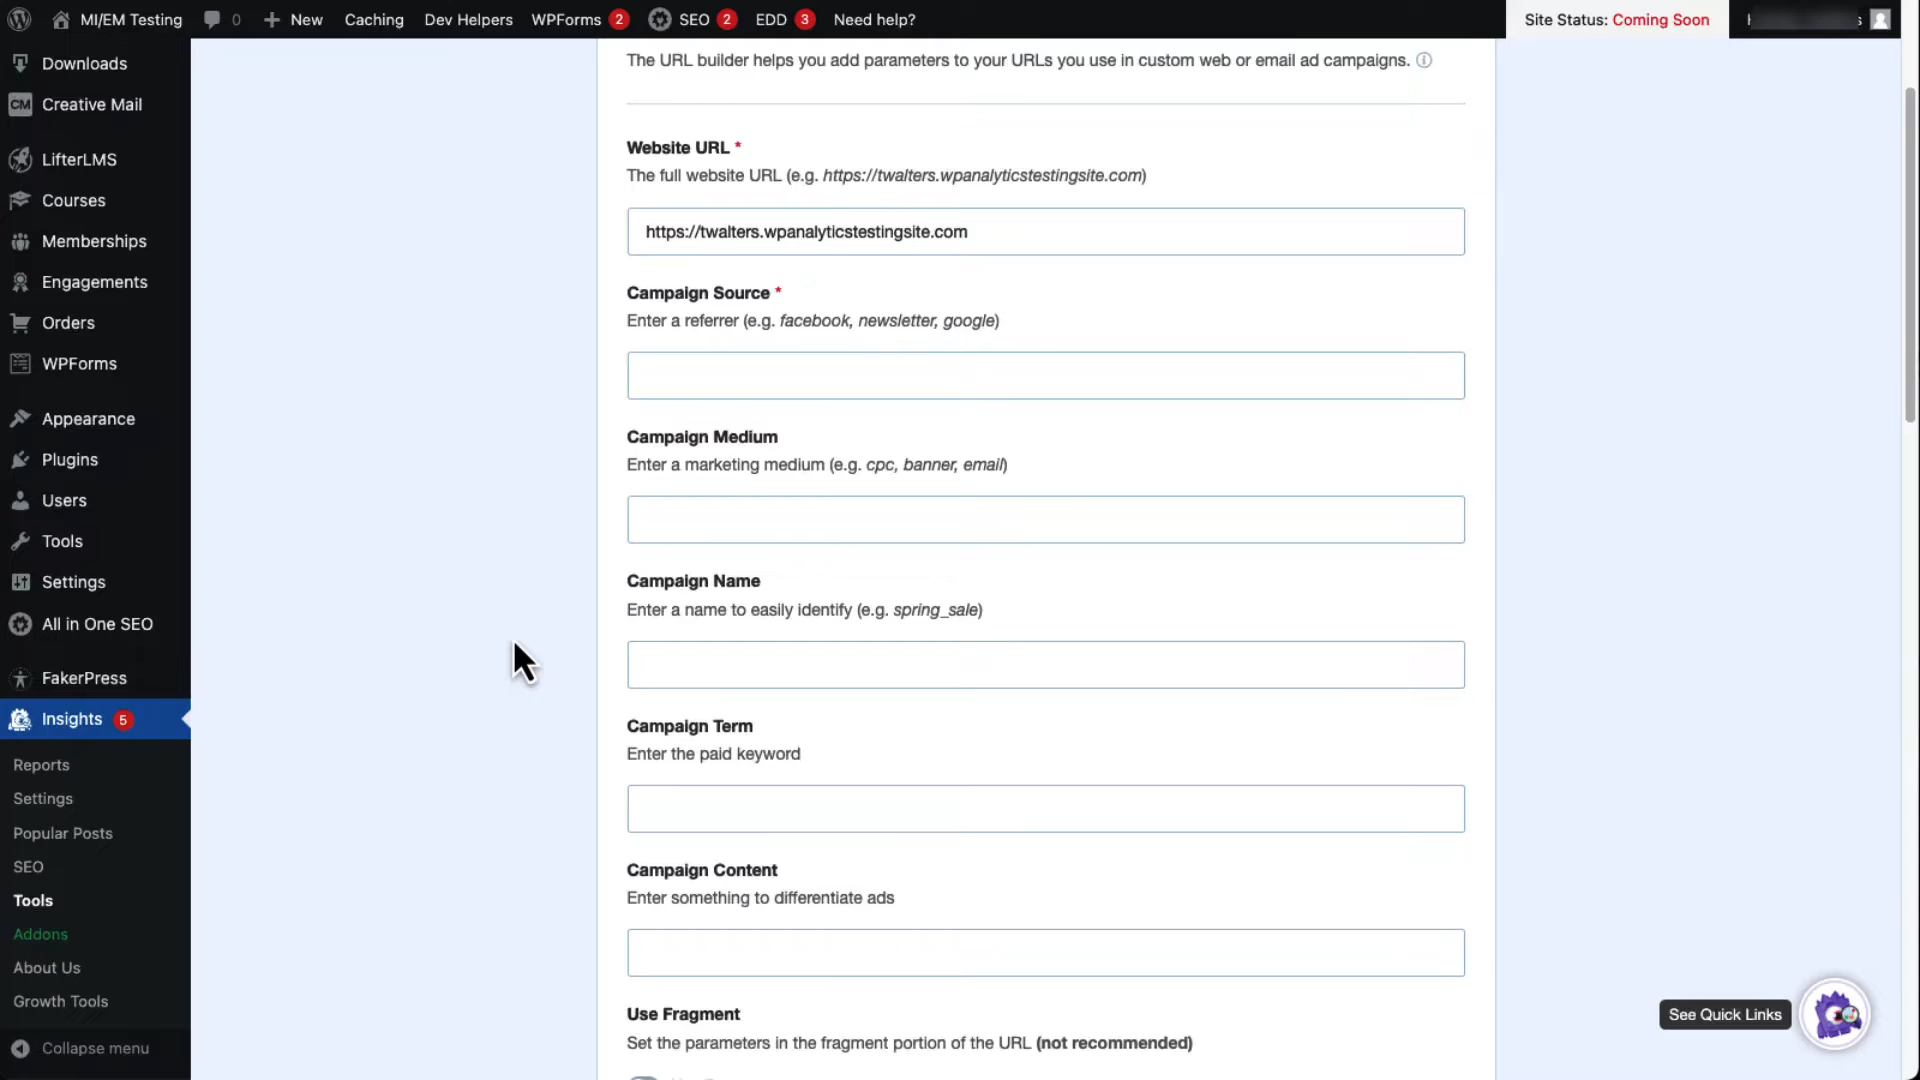 MI/EM Testing
0
New
Caching
Dev Helpers
WPForms 2
SEO 2
EDD 3
Need help?
Site Status: Coming Soon
Downloads
CM Creative Mail
LifterLMS
Courses
Memberships
Engagements
Orders
WPForms
Appearance
Plugins
Users
Tools
Settings
All in One SEO
FakerPress
Insights 5
Reports
Settings
Popular Posts
SEO
Tools
Addons
About Us
Growth Tools
Collapse menu
The URL builder helps you add parameters to your URLs you use in custom web or email ad campaigns.
Website URL *
The full website URL (e.g. https://twalters.wpanalyticstestingsite.com)
https://twalters.wpanalyticstestingsite.com
Campaign Source *
Enter a referrer (e.g. facebook, newsletter, google)
Campaign Medium
Enter a marketing medium (e.g. cpc, banner, email)
Campaign Name
Enter a name to easily identify (e.g. spring_sale)
Campaign Term
Enter the paid keyword
Campaign Content
Enter something to differentiate ads
Use Fragment
Set the parameters in the fragment portion of the URL (not recommended)
See Quick Links